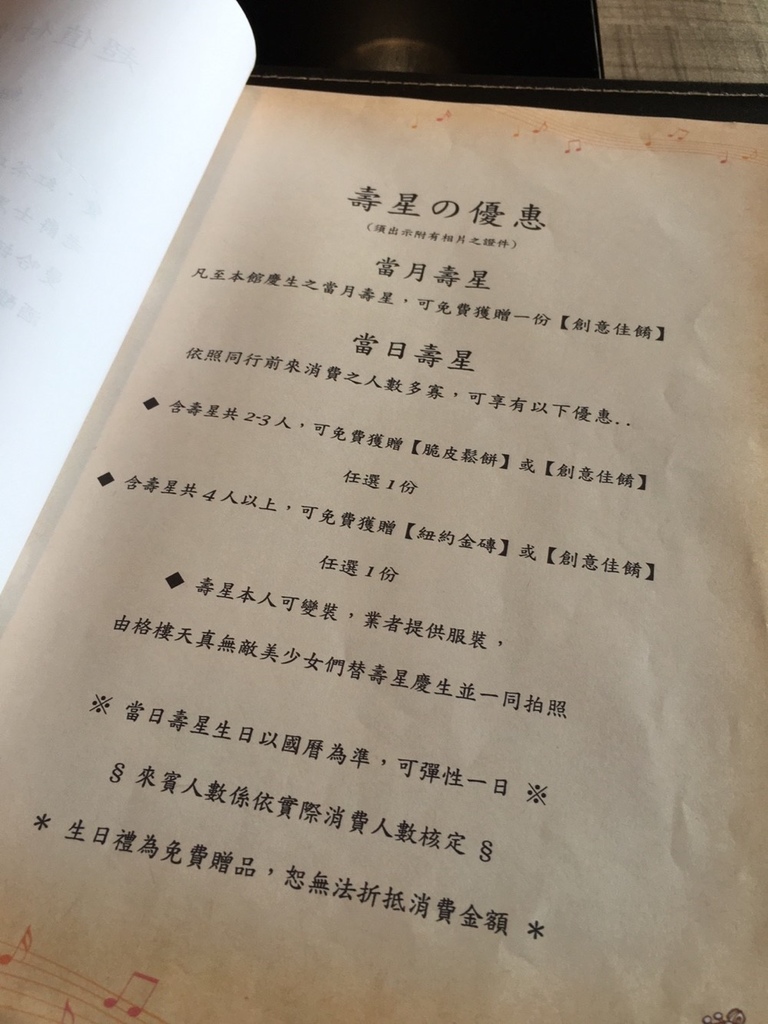 壽星の優惠
(須出示附有相片之證件)
當月壽星
凡至本館慶生之當月壽星，可免費獲贈一份【創意佳餚】
當日壽星
依照同行前來消費之人數多寡，可享有以下優惠..
◆ 含壽星共 2-3 人，可免費獲贈【脆皮鬆餅】或【創意佳餚】
任選 1 份
◆ 含壽星共 4 人以上，可免費獲贈【紐約金磚】或【創意佳餚】
任選 1 份
◆ 壽星本人可變裝，業者提供服裝，
由格樓天真無敵美少女們替壽星慶生並一同拍照
※ 當日壽星生日以國曆為準，可彈性一日 ※
§ 來賓人數係依實際消費人數核定 §
* 生日禮為免費贈品，恕無法折抵消費金額 *